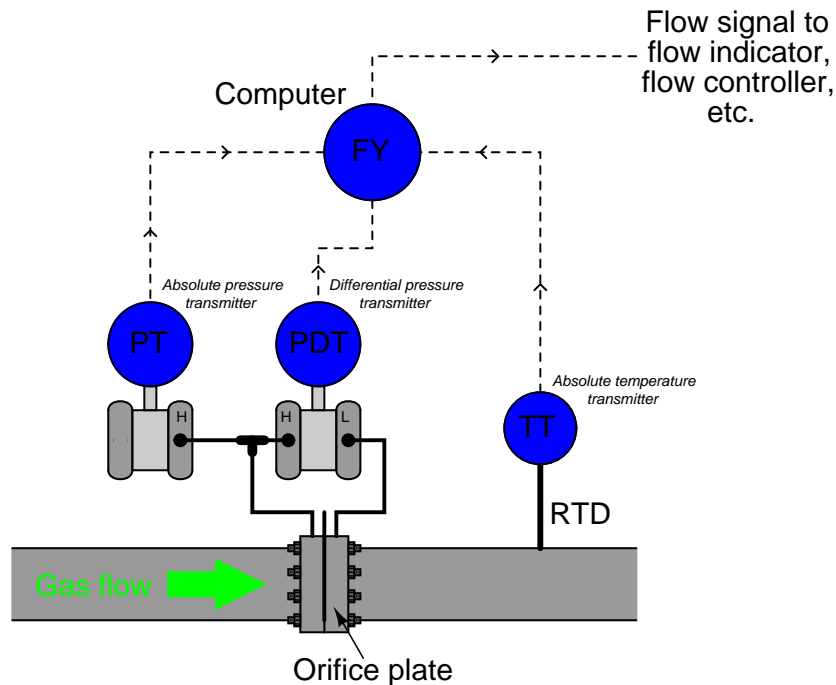 Flow signal to
flow indicator,
flow controller,
etc.
Computer
FY
Absolute pressure
transmitter
Differential pressure
transmitter
PT
PDT
Absolute temperature
transmitter
TT
H
H
L
RTD
Gas flow
Orifice plate